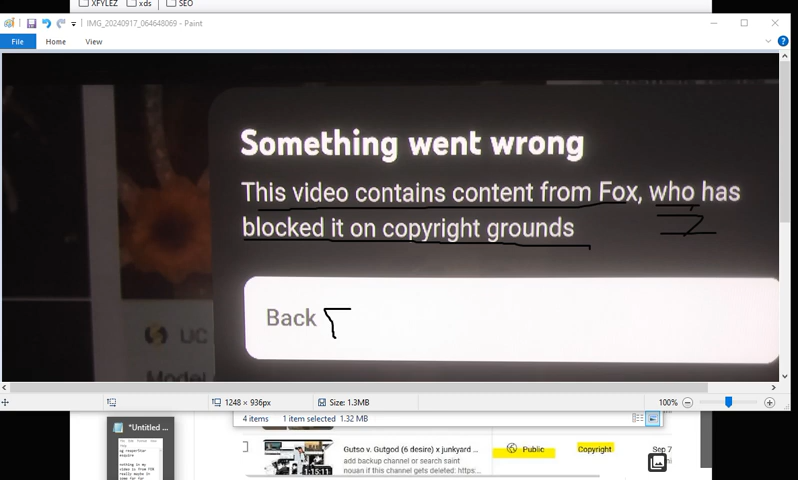 XFYLEZ xds SEO
IMG_20240917_064648069 - Paint
File Home View
Something went wrong
This video contains content from Fox, who has
blocked it on copyright grounds
Back
UC
Model
1248 × 936px Size: 1.3MB 100%
4 items 1 item selected 1.32 MB
*Untitled ...
Gutso v. Gutgod (6 desire) x junkyard ...
add backup channel or search saint
nouan if this channel gets deleted: https:...
1:15:11
Public Copyright Sep 7